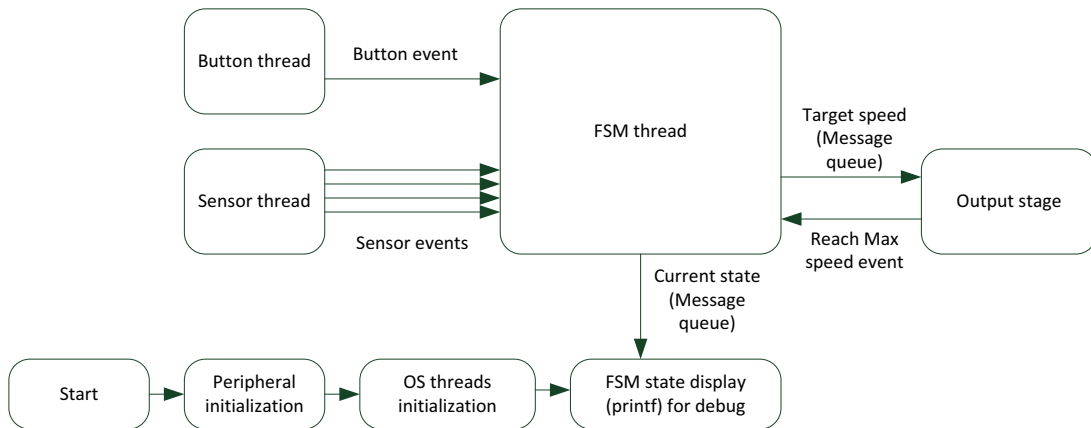 Button thread
Button event
FSM thread
Target speed
(Message
queue)
Sensor thread
Sensor events
Output stage
Reach Max
speed event
Current state
(Message
queue)
Start
Peripheral
initialization
OS threads
initialization
FSM state display
(printf) for debug